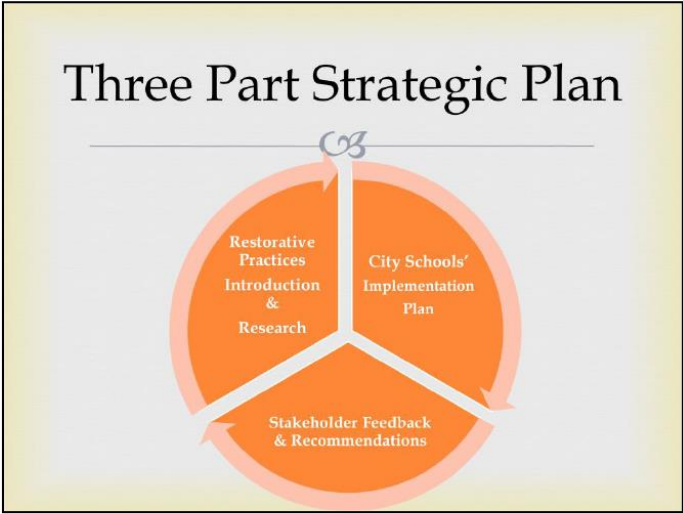 Three Part Strategic Plan
Restorative
Practices
Introduction
&
Research
City Schools’
Implementation
Plan
Stakeholder Feedback
& Recommendations